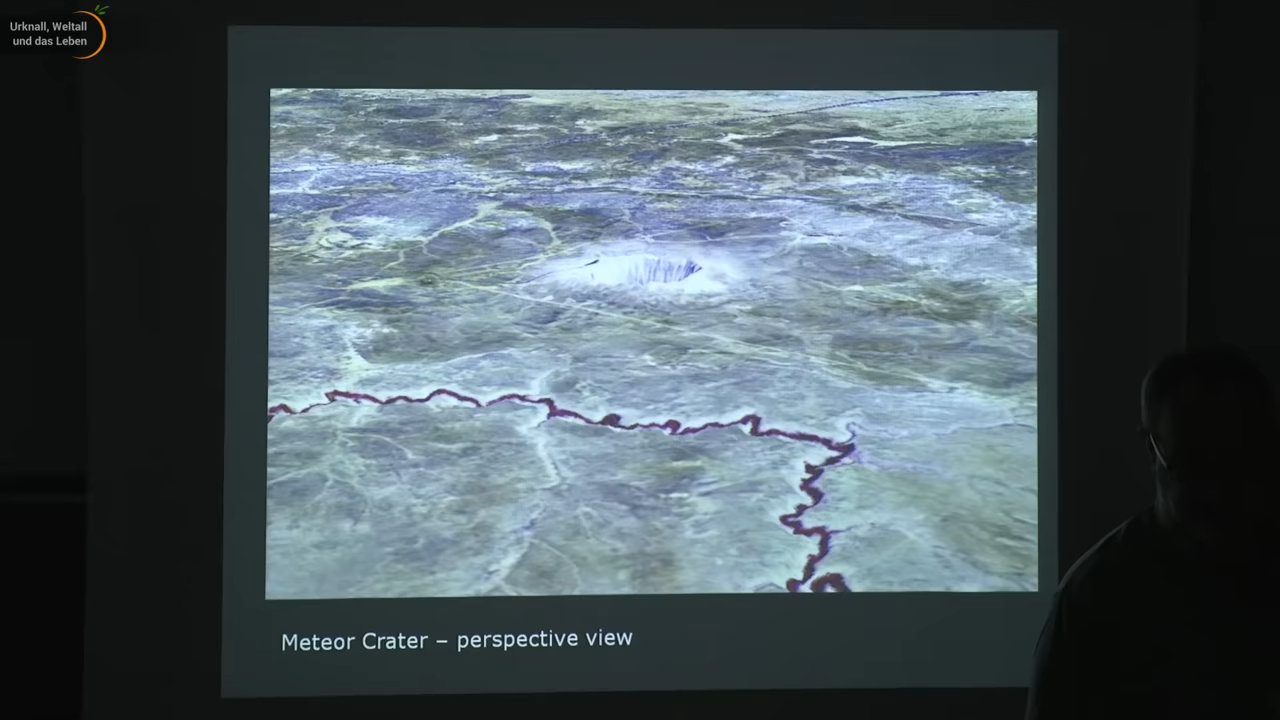 Urknall, Weltall
und das Leben
Meteor Crater – perspective view